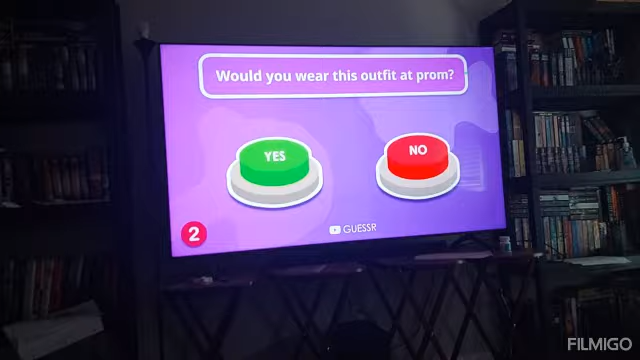 Would you wear this outfit at prom?
YES
NO
2
GUESSR
FILMIGO